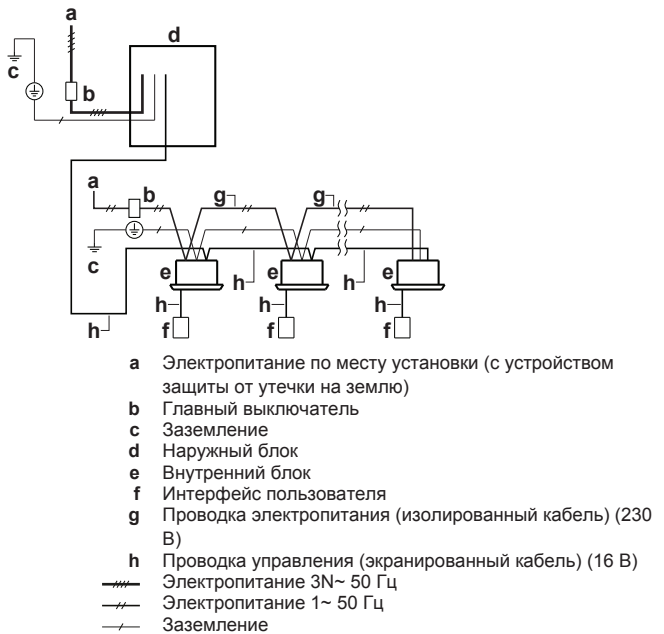 a
d
c
b
a
b
g
g
c
e
h
e
h
e
h
h
h
f
f
f
h
a Электропитание по месту установки (с устройством
защиты от утечки на землю)
b Главный выключатель
c Заземление
d Наружный блок
e Внутренний блок
f Интерфейс пользователя
g Проводка электропитания (изолированный кабель) (230
В)
h Проводка управления (экранированный кабель) (16 В)
Электропитание 3N~ 50 Гц
Электропитание 1~ 50 Гц
Заземление